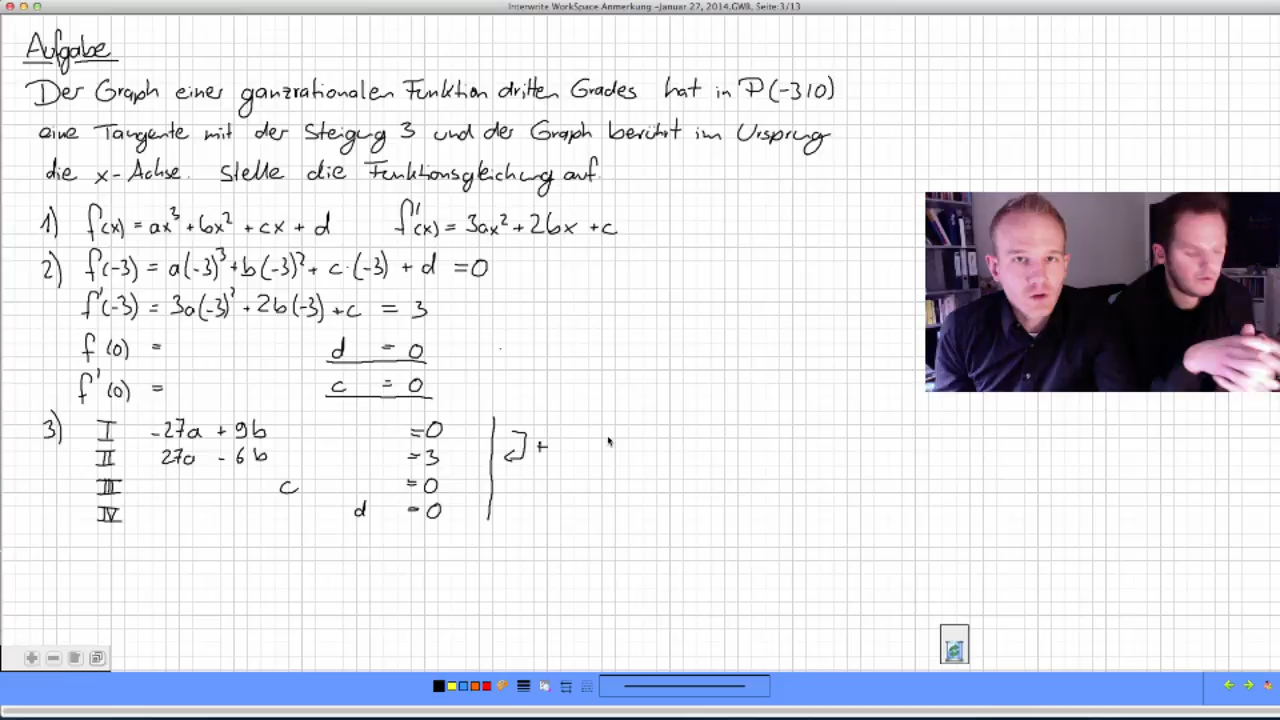 Interwrite WorkSpace Anmerkung -Januar 27, 2014.GWB, Seite:3/13
Aufgabe
Der Graph einer ganzrationalen Funktion dritten Grades hat in P(-3|0)
eine Tangente mit der Steigung 3 und der Graph berührt im Ursprung
die x-Achse. Stelle die Funktionsgleichung auf.
1) f(x) = ax³ + bx² + cx + d f'(x) = 3ax² + 2bx + c
2) f(-3) = a(-3)³ + b(-3)² + c·(-3) + d = 0
f'(-3) = 3a(-3)² + 2b(-3) + c = 3
f(0) = d = 0
f'(0) = c = 0
3) I -27a + 9b = 0
II 27a - 6b = 3 +
III c = 0
IV d = 0